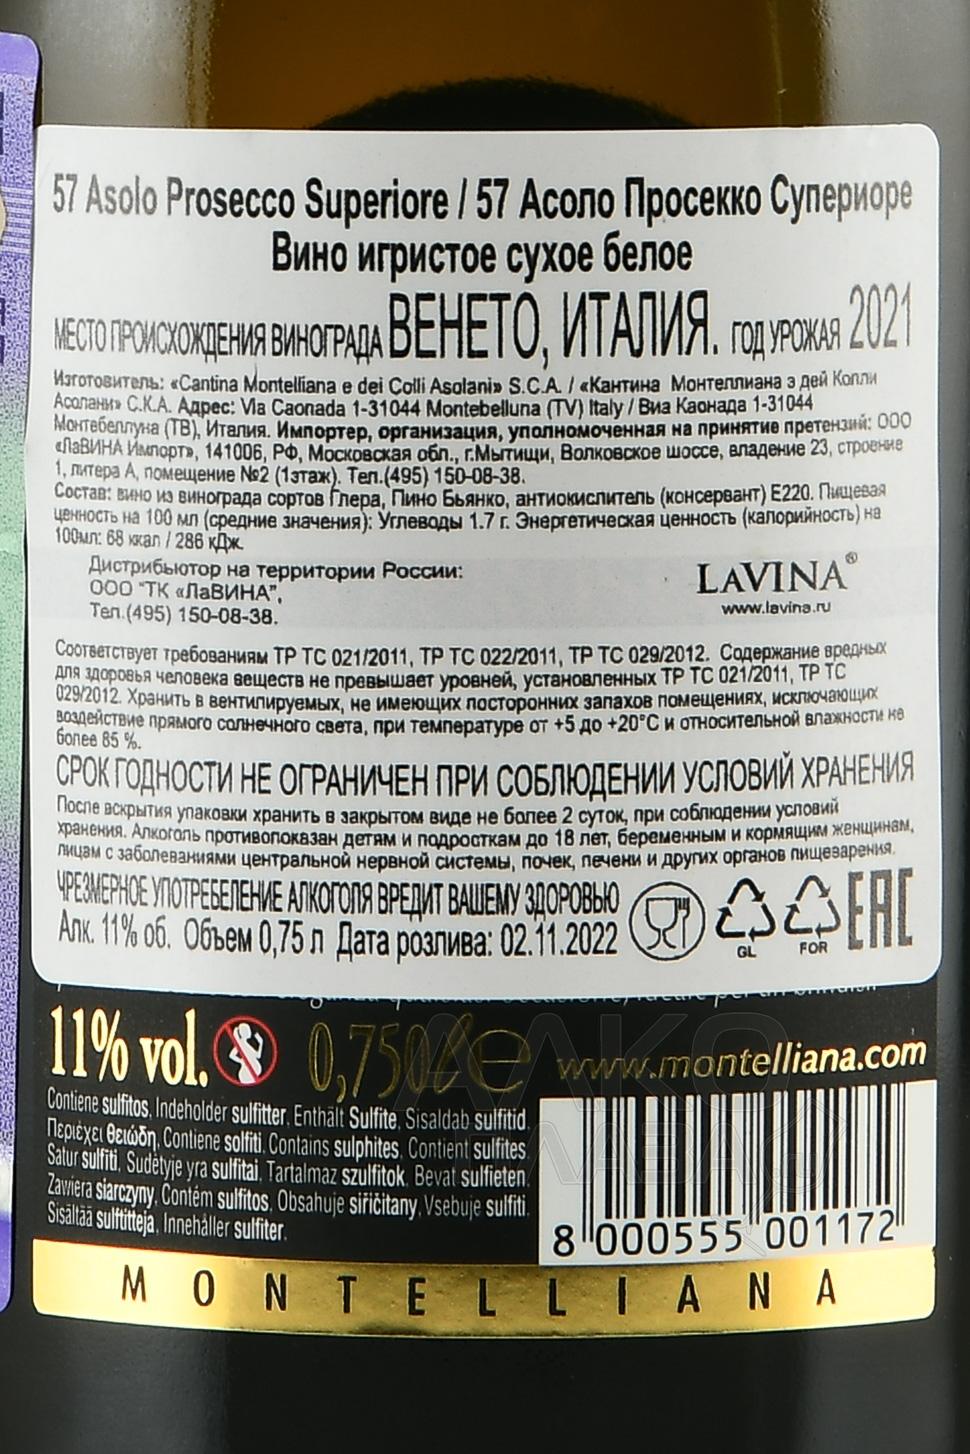 57 Asolo Prosecco Superiore / 57 Асоло Просекко Супериоре
Вино игристое сухое белое
МЕСТО ПРОИСХОЖДЕНИЯ ВИНОГРАДА ВЕНЕТО, ИТАЛИЯ. ГОД УРОЖАЯ 2021
Изготовитель: «Cantina Montelliana e dei Colli Asolani» S.C.A. / «Кантина Монтеллиана э дей Колли
Асолани» С.К.А. Адрес: Via Caonada 1-31044 Montebelluna (TV) Italy / Виа Каонада 1-31044
Монтебеллуна (ТВ), Италия. Импортер, организация, уполномоченная на принятие претензий: ООО
«ЛаВИНА Импорт», 141006, РФ, Московская обл., г.Мытищи, Волковское шоссе, владение 23, строение
1, литера А, помещение №2 (1этаж). Тел.(495) 150-08-38.
Состав: вино из винограда сортов Глера, Пино Бьянко, антиокислитель (консервант) Е220. Пищевая
ценность на 100 мл (средние значения): Углеводы 1.7 г. Энергетическая ценность (калорийность) на
100мл: 68 ккал / 286 кДж.
Дистрибьютор на территории России:
ООО "ТК «ЛаВИНА",
Тел.(495) 150-08-38.
LAVINA®
www.lavina.ru
Соответствует требованиям ТР ТС 021/2011, ТР ТС 022/2011, ТР ТС 029/2012. Содержание вредных
для здоровья человека веществ не превышает уровней, установленных ТР ТС 021/2011, ТР ТС
029/2012. Хранить в вентилируемых, не имеющих посторонних запахов помещениях, исключающих
воздействие прямого солнечного света, при температуре от +5 до +20°С и относительной влажности не
более 85 %.
СРОК ГОДНОСТИ НЕ ОГРАНИЧЕН ПРИ СОБЛЮДЕНИИ УСЛОВИЙ ХРАНЕНИЯ
После вскрытия упаковки хранить в закрытом виде не более 2 суток, при соблюдении условий
хранения. Алкоголь противопоказан детям и подросткам до 18 лет, беременным и кормящим женщинам,
лицам с заболеваниями центральной нервной системы, почек, печени и других органов пищеварения.
ЧРЕЗМЕРНОЕ УПОТРЕБЛЕНИЕ АЛКОГОЛЯ ВРЕДИТ ВАШЕМУ ЗДОРОВЬЮ
Алк. 11% об. Объем 0,75 л Дата розлива: 02.11.2022
GL FOR EAC
11% vol. 0,750ℓ e www.montelliana.com
Contiene sulfitos, Indeholder sulfitter, Enthält Sulfite, Sisaldab sulfitid,
Περιέχει θειώδη, Contiene solfiti, Contains sulphites, Contient sulfites,
Satur sulfiti, Sudėtyje yra sulfitai, Tartalmaz szulfitok, Bevat sulfieten,
Zawiera siarczyny, Contém sulfitos, Obsahuje siričitany, Vsebuje sulfiti,
Sisältää sulfiitteja, Innehåller sulfiter.
8 000555 001172
MONTELLIANA
АЛКО
ГЛАВА